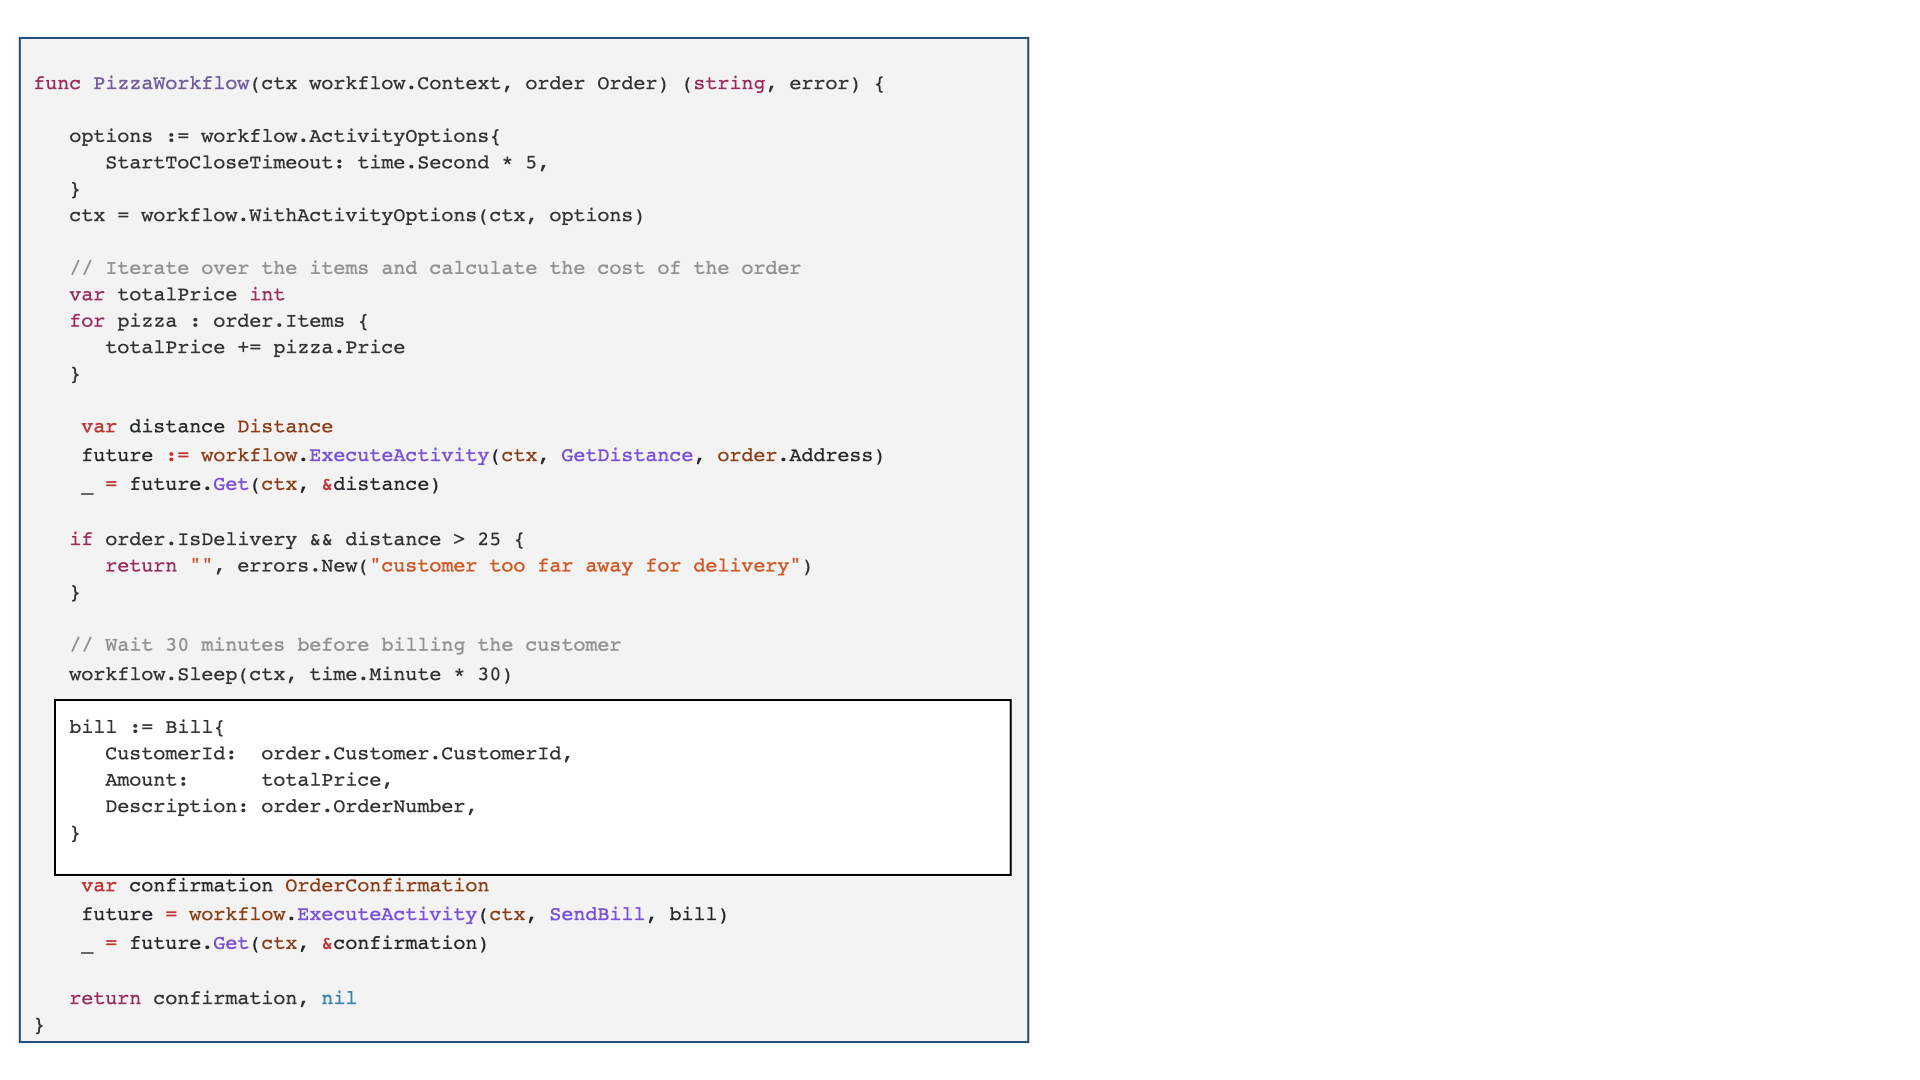 func PizzaWorkflow(ctx workflow.Context, order Order) (string, error) {
options := workflow.ActivityOptions{
StartToCloseTimeout: time.Second * 5,
}
ctx = workflow.WithActivityOptions(ctx, options)
// Iterate over the items and calculate the cost of the order
var totalPrice int
for pizza : order.Items {
totalPrice += pizza.Price
}
var distance Distance
future := workflow.ExecuteActivity(ctx, GetDistance, order.Address)
_ = future.Get(ctx, &distance)
if order.IsDelivery && distance > 25 {
return "", errors.New("customer too far away for delivery")
}
// Wait 30 minutes before billing the customer
workflow.Sleep(ctx, time.Minute * 30)
bill := Bill{
CustomerId: order.Customer.CustomerId,
Amount: totalPrice,
Description: order.OrderNumber,
}
var confirmation OrderConfirmation
future = workflow.ExecuteActivity(ctx, SendBill, bill)
_ = future.Get(ctx, &confirmation)
return confirmation, nil
}